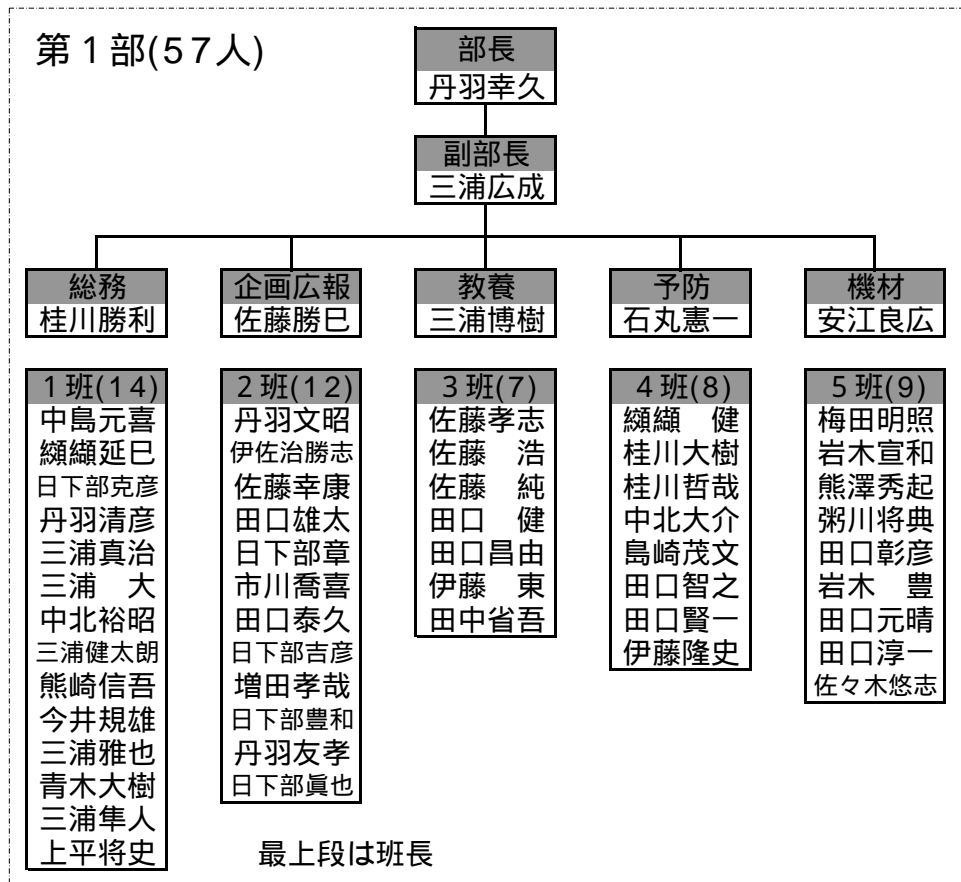 第1部(57人)
部長
丹羽幸久
副部長
三浦広成
総務
桂川勝利
企画広報
佐藤勝巳
教養
三浦博樹
予防
石丸憲一
機材
安江良広
1班(14)
中島元喜
纐纈延巳
日下部克彦
丹羽清彦
三浦真治
三浦　大
中北裕昭
三浦健太朗
熊崎信吾
今井規雄
三浦雅也
青木大樹
三浦隼人
上平将史
2班(12)
丹羽文昭
伊佐治勝志
佐藤幸康
田口雄太
日下部章
市川喬喜
田口泰久
日下部吉彦
増田孝哉
日下部豊和
丹羽友孝
日下部眞也
3班(7)
佐藤孝志
佐藤　浩
佐藤　純
田口　健
田口昌由
伊藤　東
田中省吾
4班(8)
纐纈　健
桂川大樹
桂川哲哉
中北大介
島崎茂文
田口智之
田口賢一
伊藤隆史
5班(9)
梅田明照
岩木宣和
熊澤秀起
粥川将典
田口彰彦
岩木　豊
田口元晴
田口淳一
佐々木悠志
最上段は班長